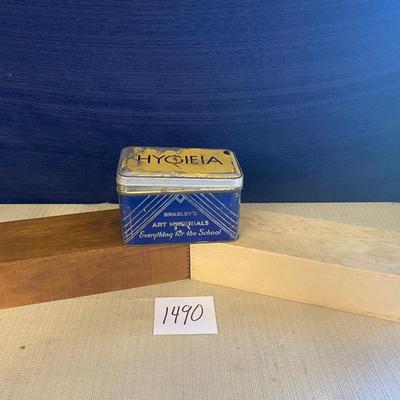 HYGIEIA
BRADLEY'S
ART MATERIALS
Everything for the School
1490